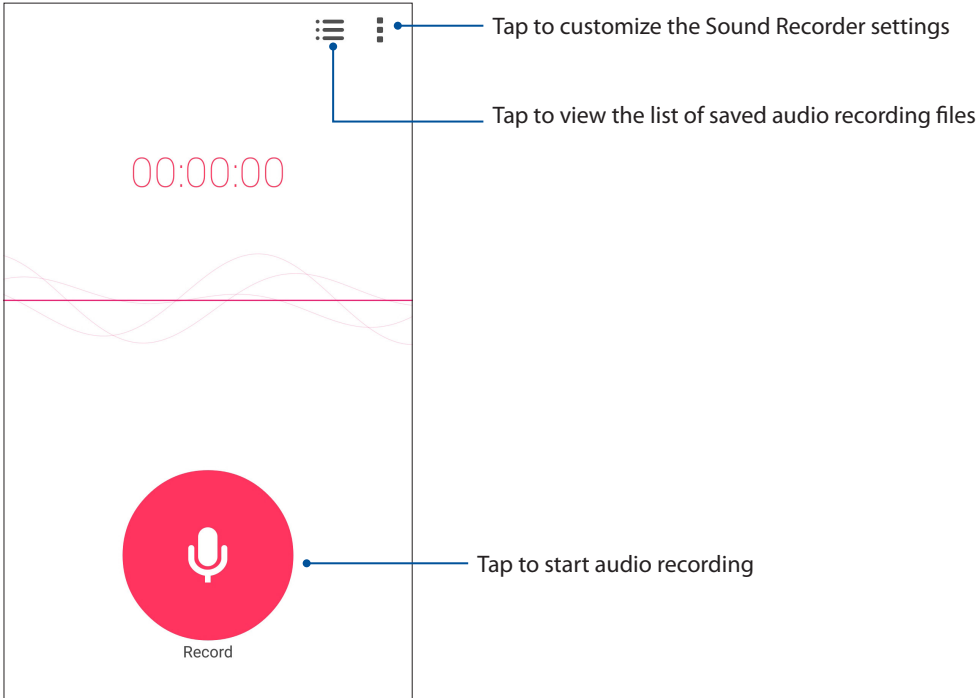 Tap to customize the Sound Recorder settings
Tap to view the list of saved audio recording files
00:00:00
Tap to start audio recording
Record